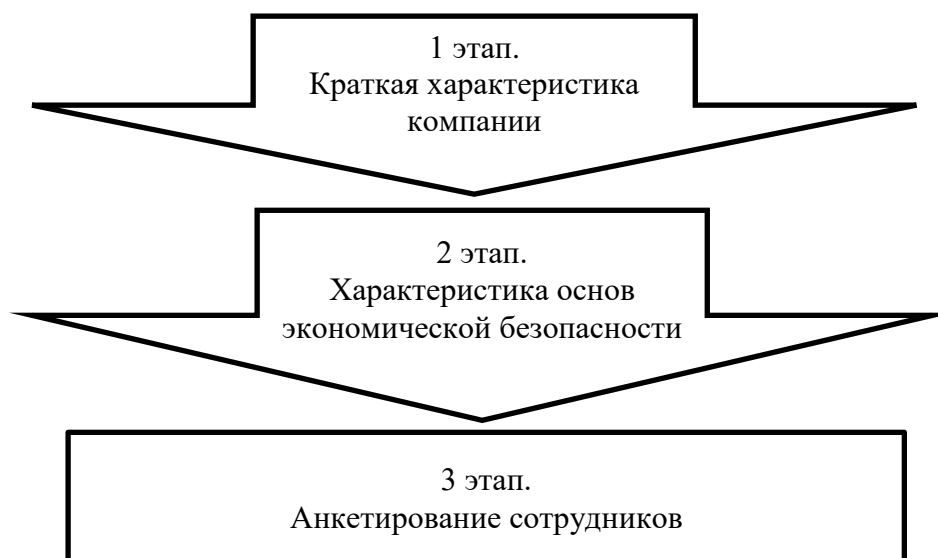 1 этап.
Краткая характеристика
компании
2 этап.
Характеристика основ
экономической безопасности
3 этап.
Анкетирование сотрудников